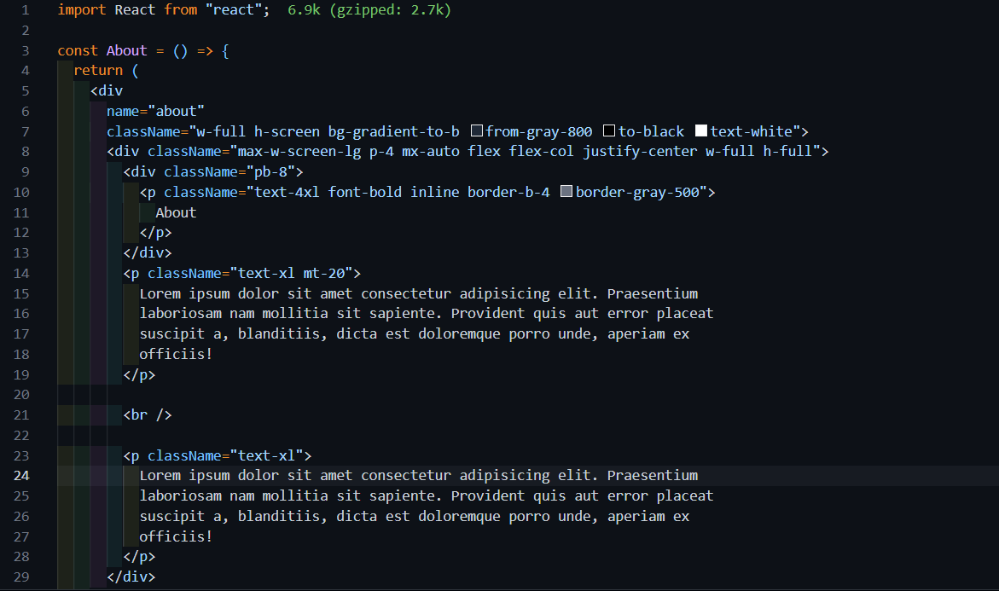 1 import React from "react"; 6.9k (gzipped: 2.7k)
2
3 const About = () => {
4 return (
5 <div
6 name="about"
7 className="w-full h-screen bg-gradient-to-b from-gray-800 to-black text-white">
8 <div className="max-w-screen-lg p-4 mx-auto flex flex-col justify-center w-full h-full">
9 <div className="pb-8">
10 <p className="text-4xl font-bold inline border-b-4 border-gray-500">
11 About
12 </p>
13 </div>
14 <p className="text-xl mt-20">
15 Lorem ipsum dolor sit amet consectetur adipisicing elit. Praesentium
16 laboriosam nam mollitia sit sapiente. Provident quis aut error placeat
17 suscipit a, blanditiis, dicta est doloremque porro unde, aperiam ex
18 officiis!
19 </p>
20
21 <br />
22
23 <p className="text-xl">
24 Lorem ipsum dolor sit amet consectetur adipisicing elit. Praesentium
25 laboriosam nam mollitia sit sapiente. Provident quis aut error placeat
26 suscipit a, blanditiis, dicta est doloremque porro unde, aperiam ex
27 officiis!
28 </p>
29 </div>